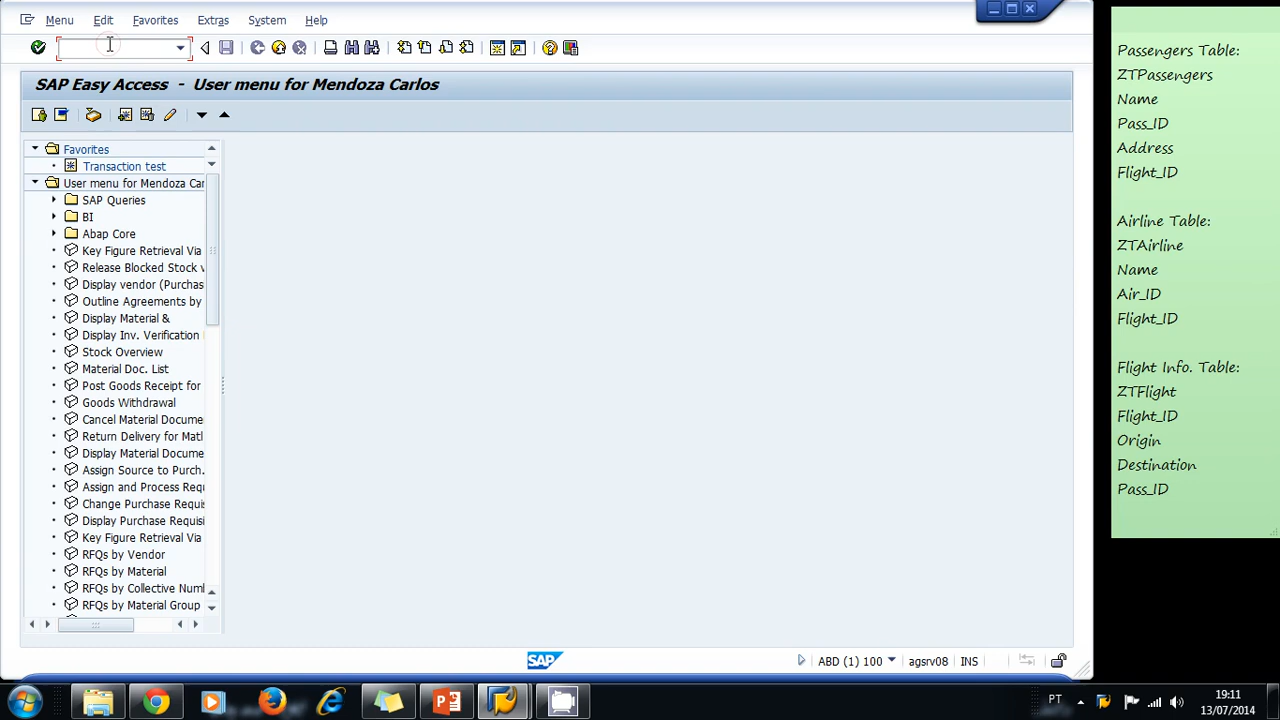 Menu Edit Favorites Extras System Help
SAP Easy Access - User menu for Mendoza Carlos
Favorites
Transaction test
User menu for Mendoza Car
SAP Queries
BI
Abap Core
Key Figure Retrieval Via
Release Blocked Stock v
Display vendor (Purchas
Outline Agreements by
Display Material &
Display Inv. Verification
Stock Overview
Material Doc. List
Post Goods Receipt for
Goods Withdrawal
Cancel Material Docume
Return Delivery for Matl
Display Material Docume
Assign Source to Purch.
Assign and Process Requ
Change Purchase Requis
Display Purchase Requisi
Key Figure Retrieval Via
RFQs by Vendor
RFQs by Material
RFQs by Collective Numl
RFQs by Material Group
SAP
ABD (1) 100 agsrv08 INS
Passengers Table:
ZTPassengers
Name
Pass_ID
Address
Flight_ID
Airline Table:
ZTAirline
Name
Air_ID
Flight_ID
Flight Info. Table:
ZTFlight
Flight_ID
Origin
Destination
Pass_ID
PT
19:11
13/07/2014